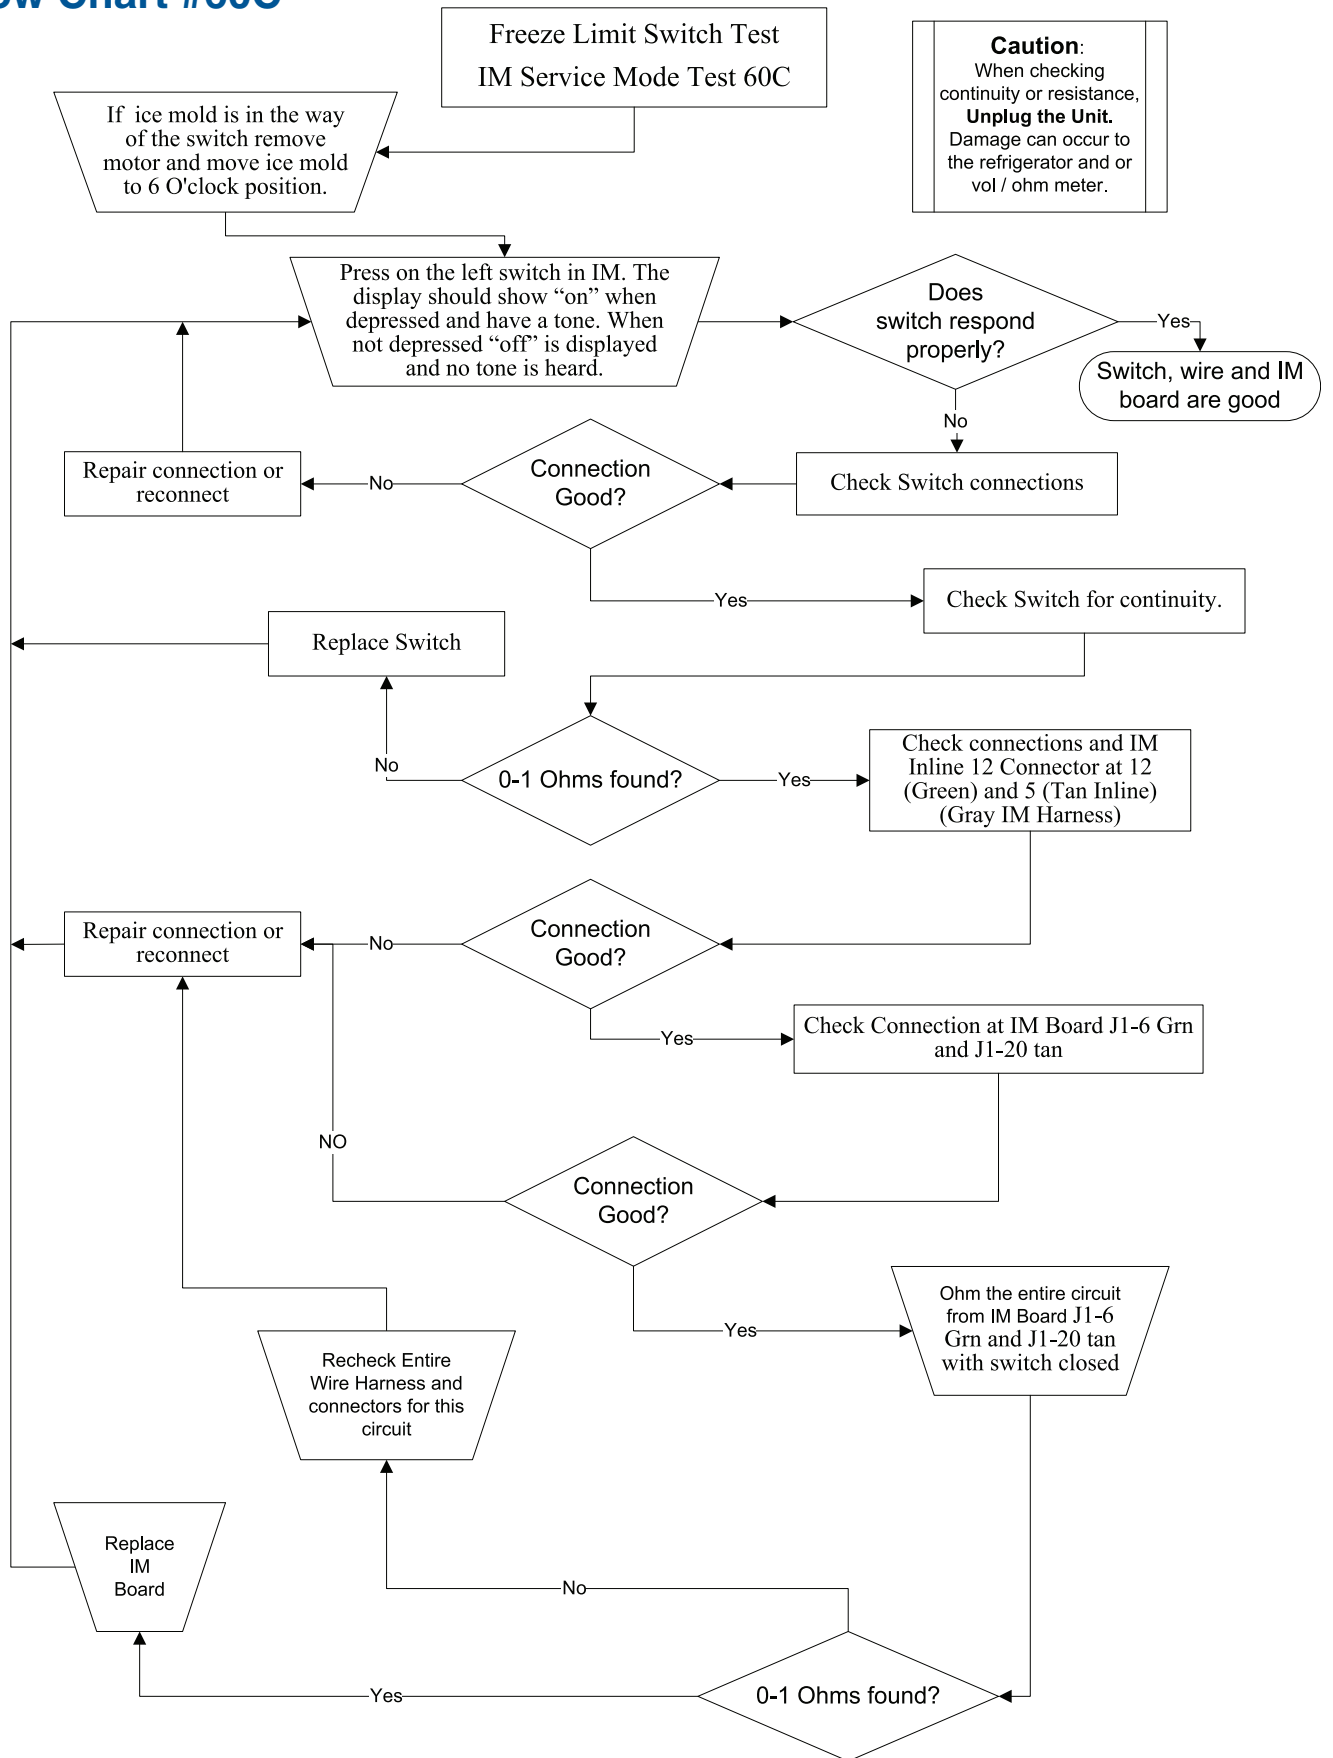 Chart #60C
Freeze Limit Switch Test
IM Service Mode Test 60C
Caution:
When checking
continuity or resistance,
Unplug the Unit.
Damage can occur to
the refrigerator and or
vol / ohm meter.
If ice mold is in the way
of the switch remove
motor and move ice mold
to 6 O'clock position.
Press on the left switch in IM. The
display should show “on” when
depressed and have a tone. When
not depressed “off” is displayed
and no tone is heard.
Does
switch respond
properly?
Yes
Switch, wire and IM
board are good
No
Check Switch connections
Connection
Good?
No
Repair connection or
reconnect
Yes
Check Switch for continuity.
Replace Switch
No
0-1 Ohms found?
Yes
Check connections and IM
Inline 12 Connector at 12
(Green) and 5 (Tan Inline)
(Gray IM Harness)
Connection
Good?
No
Repair connection or
reconnect
Yes
Check Connection at IM Board J1-6 Grn
and J1-20 tan
NO
Connection
Good?
Yes
Ohm the entire circuit
from IM Board J1-6
Grn and J1-20 tan
with switch closed
Recheck Entire
Wire Harness and
connectors for this
circuit
Replace
IM
Board
No
Yes
0-1 Ohms found?